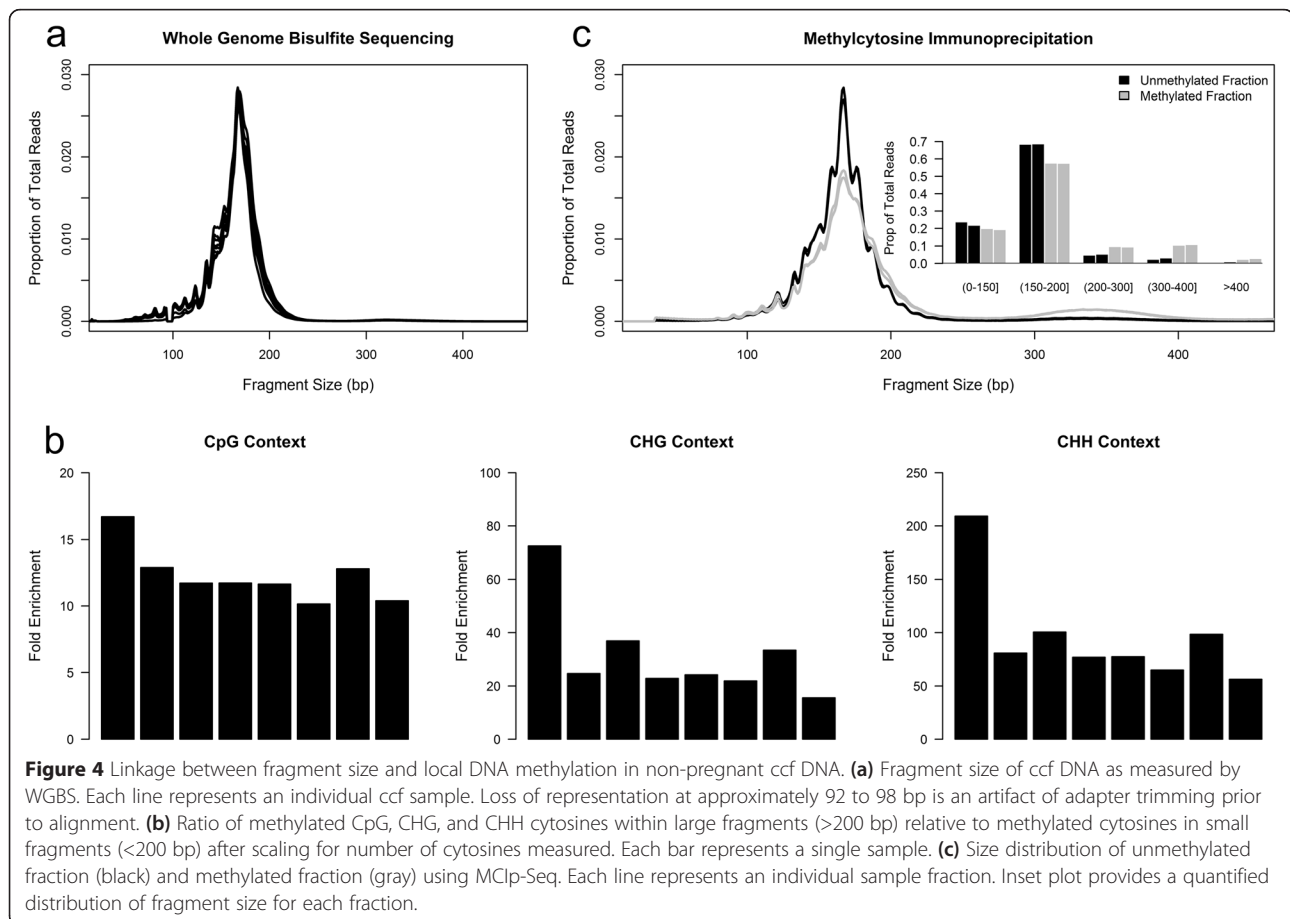 a
Whole Genome Bisulfite Sequencing
Proportion of Total Reads
0.030
0.020
0.010
0.000
100 200 300 400
Fragment Size (bp)
c
Methylcytosine Immunoprecipitation
Proportion of Total Reads
0.030
0.020
0.010
0.000
100 200 300 400
Fragment Size (bp)
Unmethylated Fraction
Methylated Fraction
Prop of Total Reads
0.7
0.6
0.5
0.4
0.3
0.2
0.1
0.0
(0-150] (150-200] (200-300] (300-400] >400
b
CpG Context
Fold Enrichment
20
15
10
5
0
CHG Context
Fold Enrichment
100
80
60
40
20
0
CHH Context
Fold Enrichment
250
200
150
100
50
0
Figure 4 Linkage between fragment size and local DNA methylation in non-pregnant ccf DNA. (a) Fragment size of ccf DNA as measured by
WGBS. Each line represents an individual ccf sample. Loss of representation at approximately 92 to 98 bp is an artifact of adapter trimming prior
to alignment. (b) Ratio of methylated CpG, CHG, and CHH cytosines within large fragments (>200 bp) relative to methylated cytosines in small
fragments (<200 bp) after scaling for number of cytosines measured. Each bar represents a single sample. (c) Size distribution of unmethylated
fraction (black) and methylated fraction (gray) using MCIp-Seq. Each line represents an individual sample fraction. Inset plot provides a quantified
distribution of fragment size for each fraction.